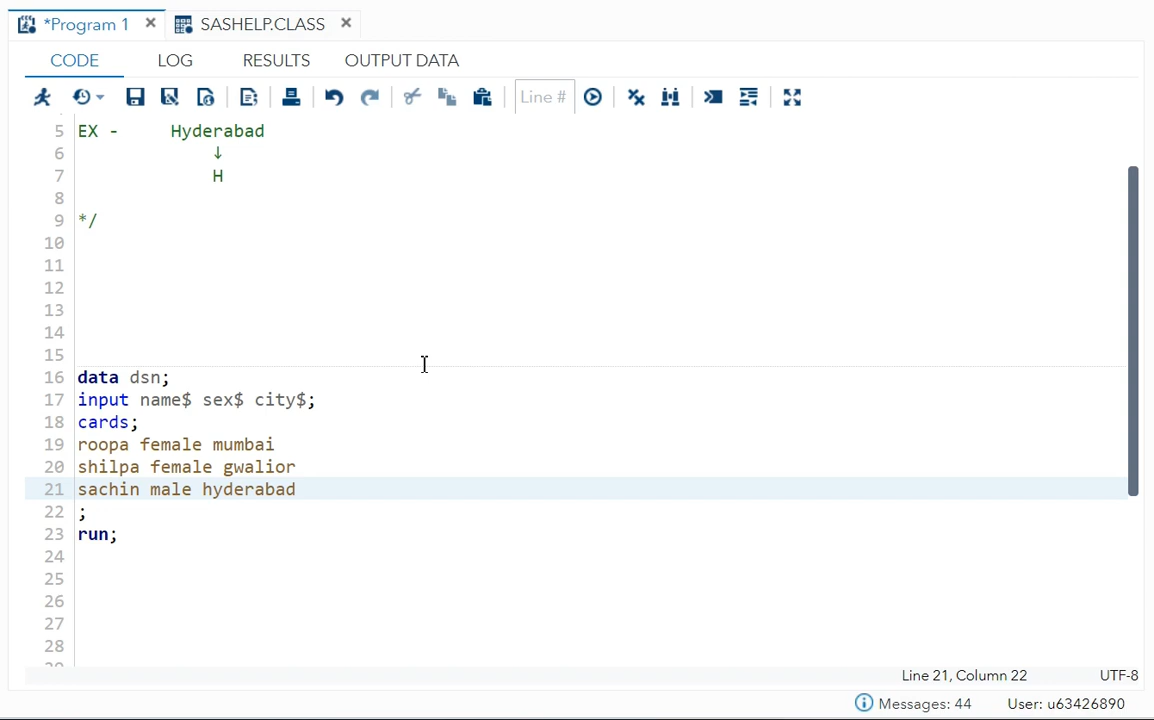 *Program 1 × SASHELP.CLASS ×
CODE LOG RESULTS OUTPUT DATA
Line #
5 EX - Hyderabad
6 ↓
7 H
8
9 */
10
11
12
13
14
15
16 data dsn;
17 input name$ sex$ city$;
18 cards;
19 roopa female mumbai
20 shilpa female gwalior
21 sachin male hyderabad
22 ;
23 run;
24
25
26
27
28
Line 21, Column 22 UTF-8
Messages: 44 User: u63426890